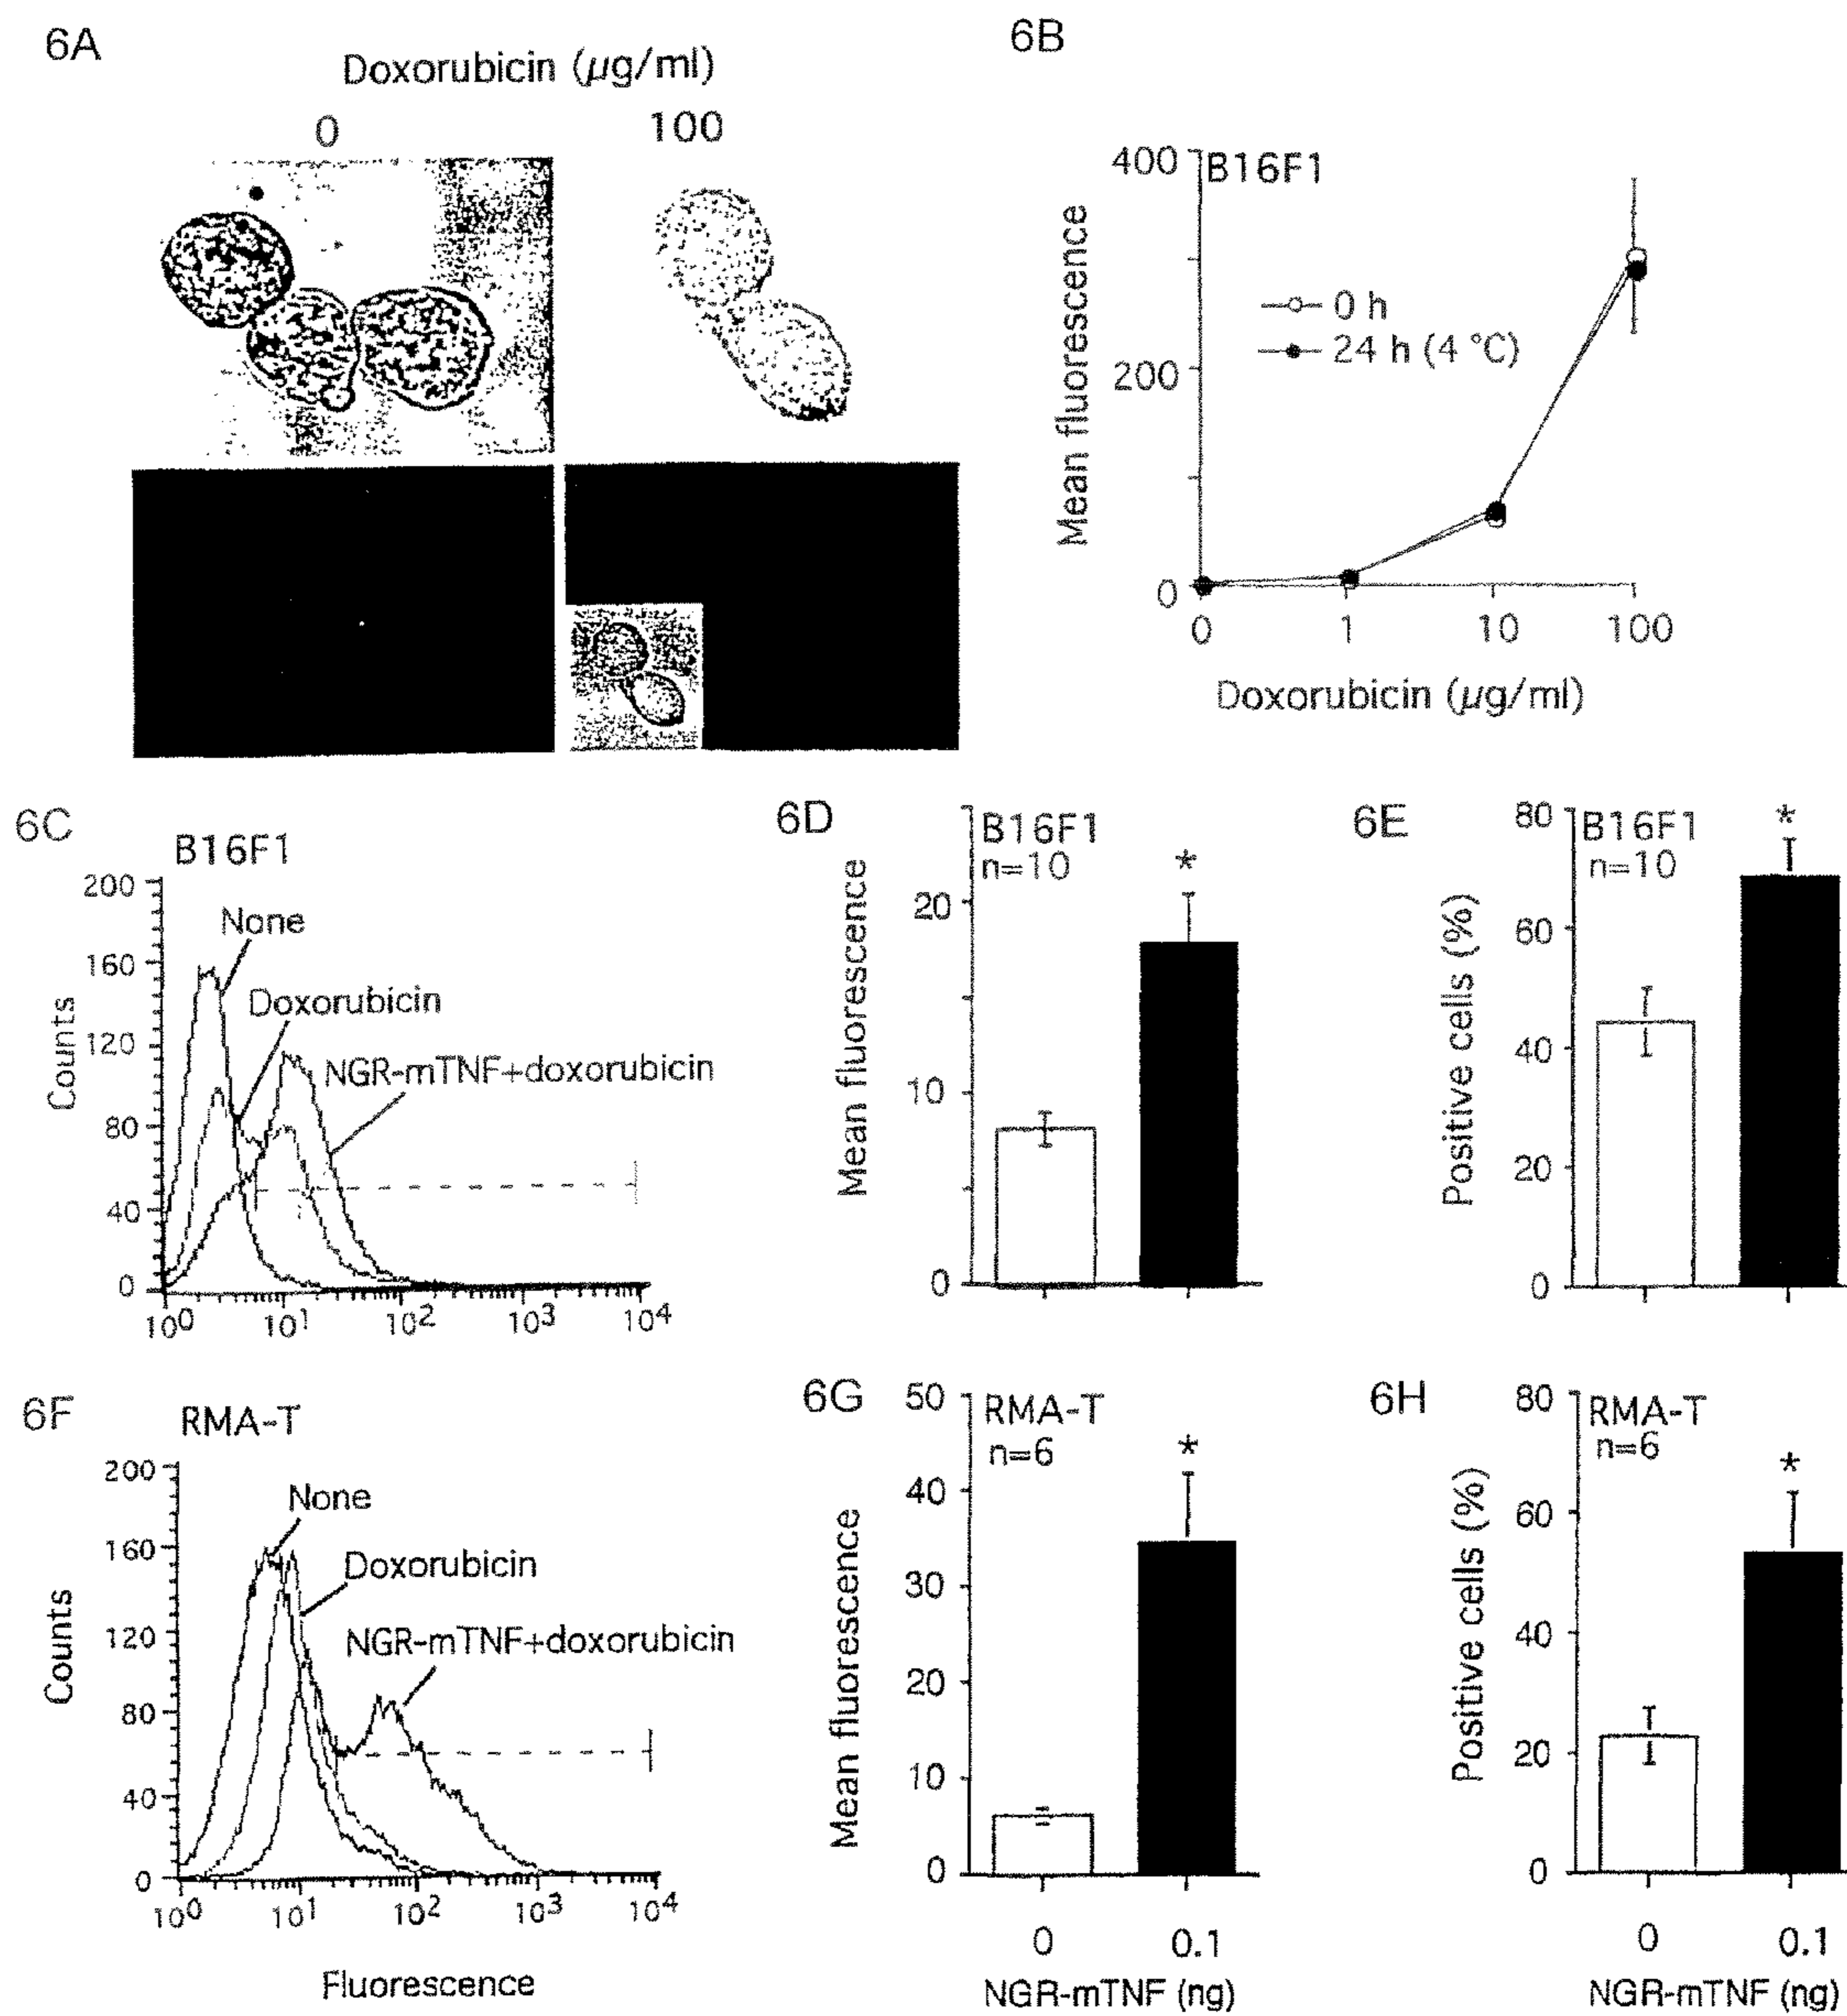 6A
Doxorubicin (μg/ml)
0 100
6B
B16F1
400
200
0
Mean fluorescence
0 h
24 h (4 °C)
0 1 10 100
Doxorubicin (μg/ml)
6C
B16F1
200
160
120
80
40
0
Counts
None
Doxorubicin
NGR-mTNF+doxorubicin
10⁰ 10¹ 10² 10³ 10⁴
6D
B16F1
n=10
*
20
10
0
Mean fluorescence
6E
B16F1
n=10
*
80
60
40
20
0
Positive cells (%)
6F
RMA-T
200
160
120
80
40
0
Counts
None
Doxorubicin
NGR-mTNF+doxorubicin
10⁰ 10¹ 10² 10³ 10⁴
Fluorescence
6G
RMA-T
n=6
*
50
40
30
20
10
0
Mean fluorescence
0 0.1
NGR-mTNF (ng)
6H
RMA-T
n=6
*
80
60
40
20
0
Positive cells (%)
0 0.1
NGR-mTNF (ng)